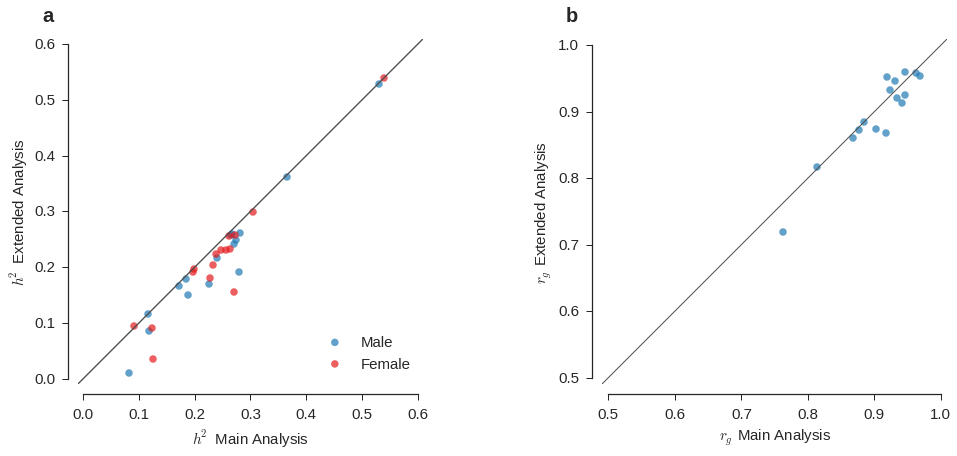 a
0.6
0.5
0.4
0.3
0.2
0.1
0.0
h² Extended Analysis
0.0 0.1 0.2 0.3 0.4 0.5 0.6
h² Main Analysis
Male
Female
b
1.0
0.9
0.8
0.7
0.6
0.5
r_g Extended Analysis
0.5 0.6 0.7 0.8 0.9 1.0
r_g Main Analysis